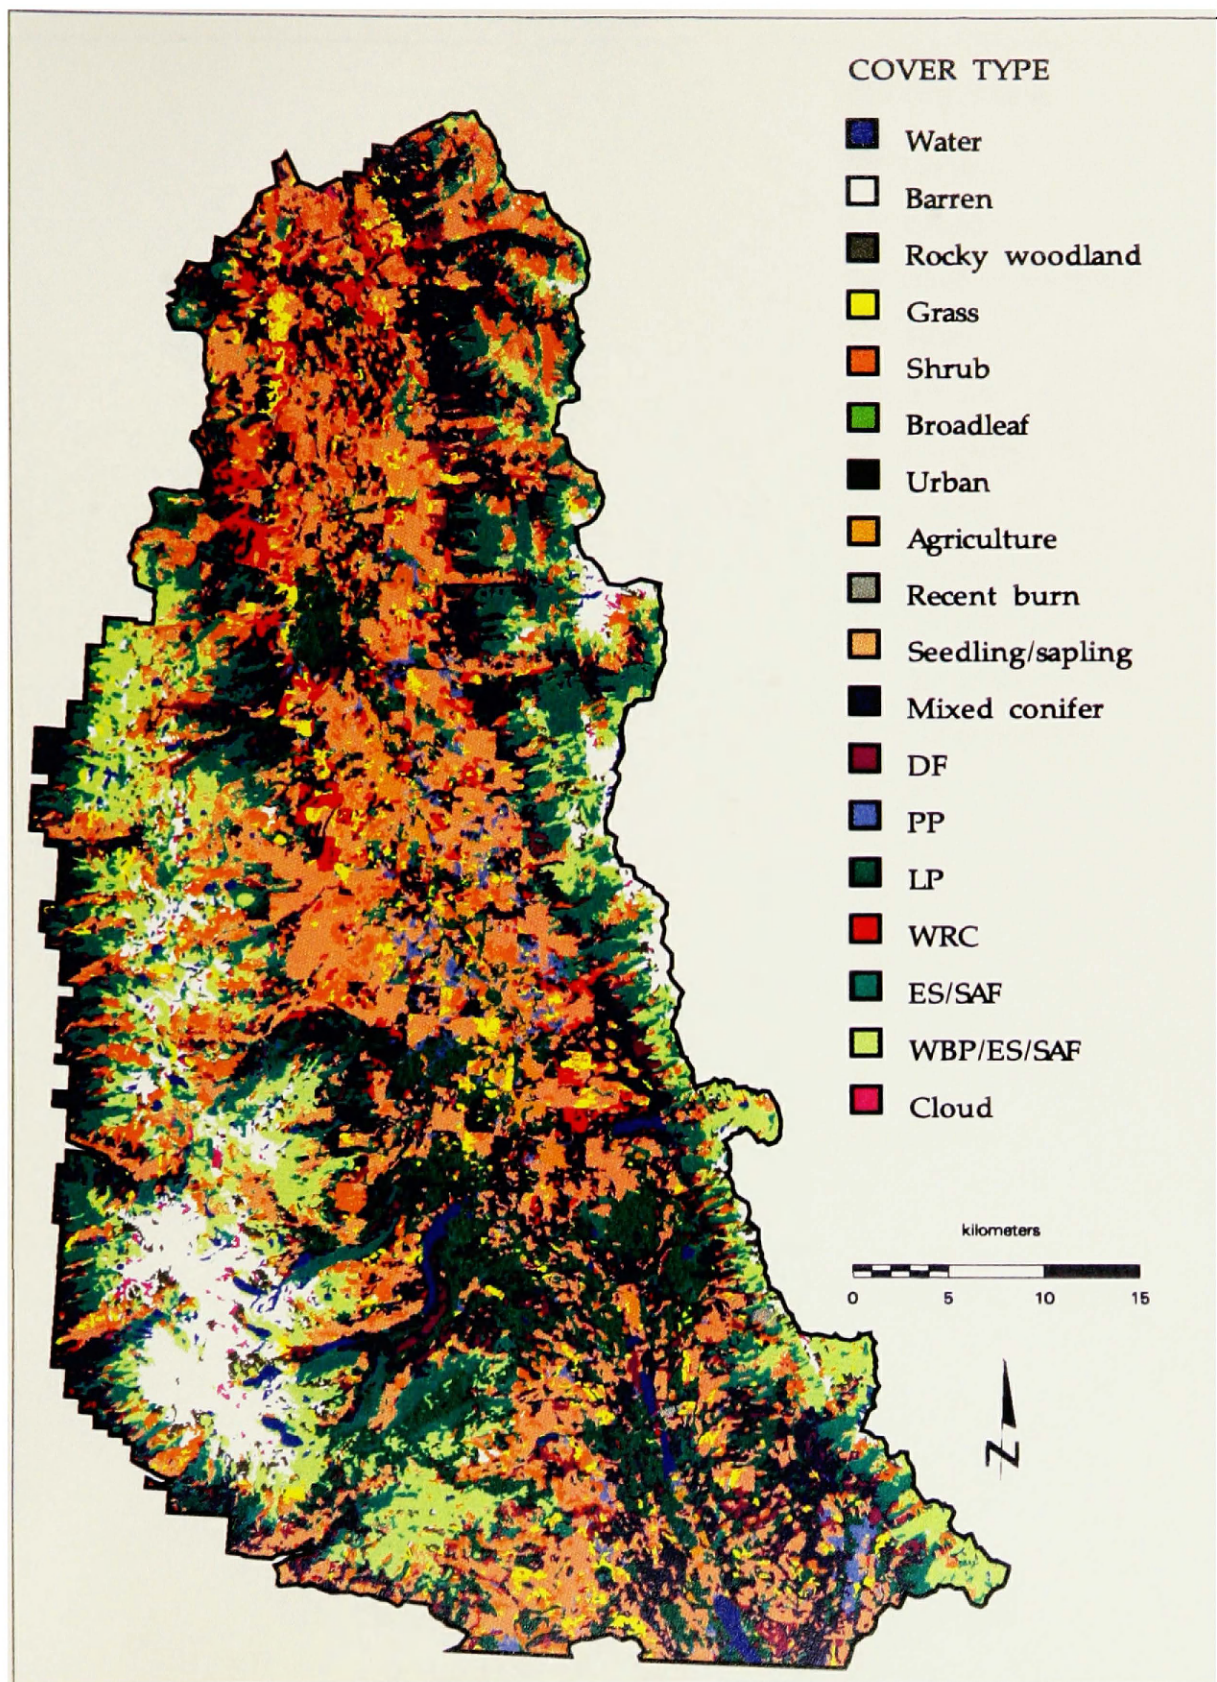 COVER TYPE
Water
Barren
Rocky woodland
Grass
Shrub
Broadleaf
Urban
Agriculture
Recent burn
Seedling/sapling
Mixed conifer
DF
PP
LP
WRC
ES/SAF
WBP/ES/SAF
Cloud
kilometers
0 5 10 15
N